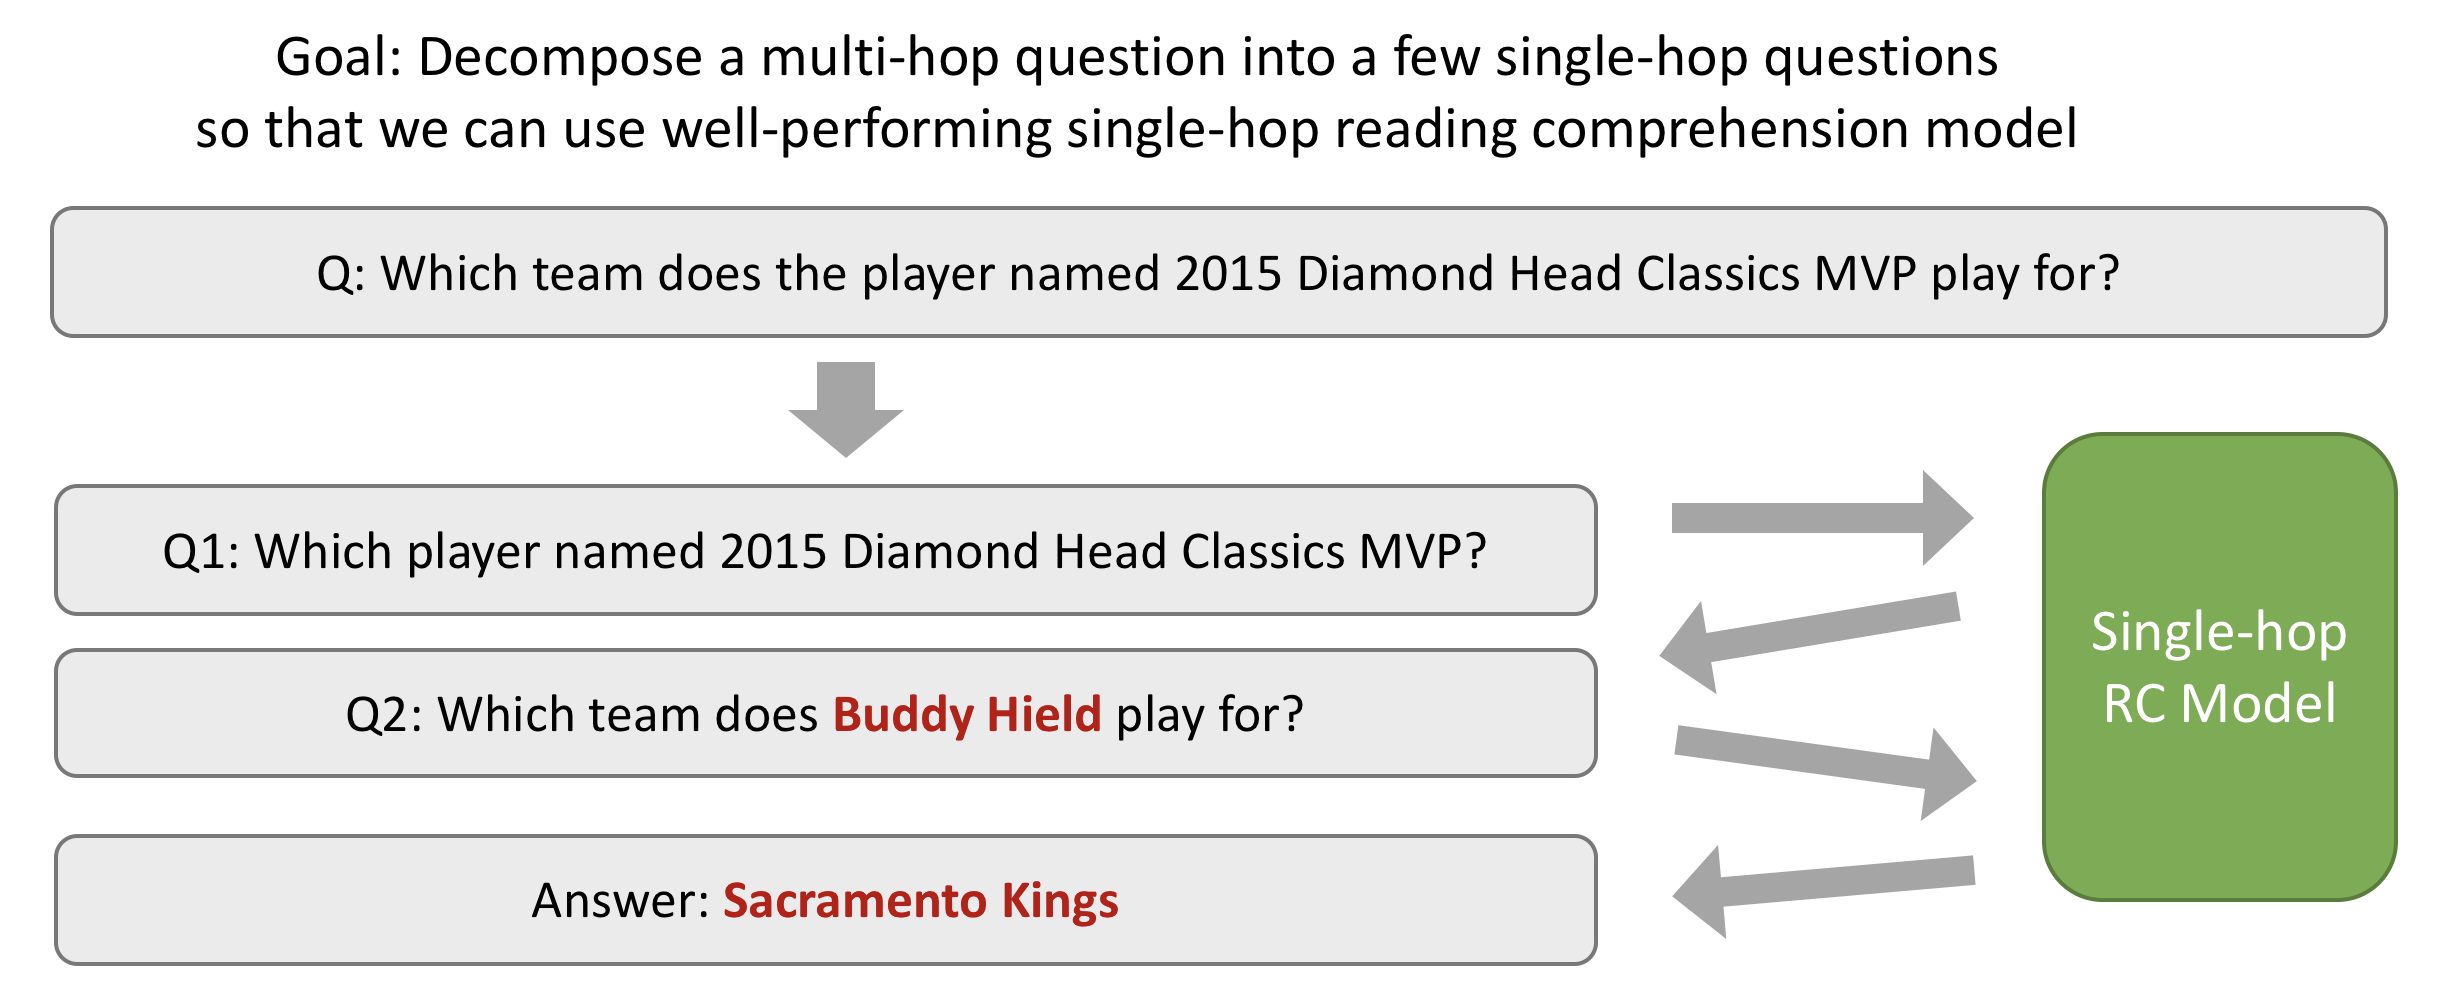 Goal: Decompose a multi-hop question into a few single-hop questions
so that we can use well-performing single-hop reading comprehension model
Q: Which team does the player named 2015 Diamond Head Classics MVP play for?
Q1: Which player named 2015 Diamond Head Classics MVP?
Q2: Which team does Buddy Hield play for?
Answer: Sacramento Kings
Single-hop
RC Model